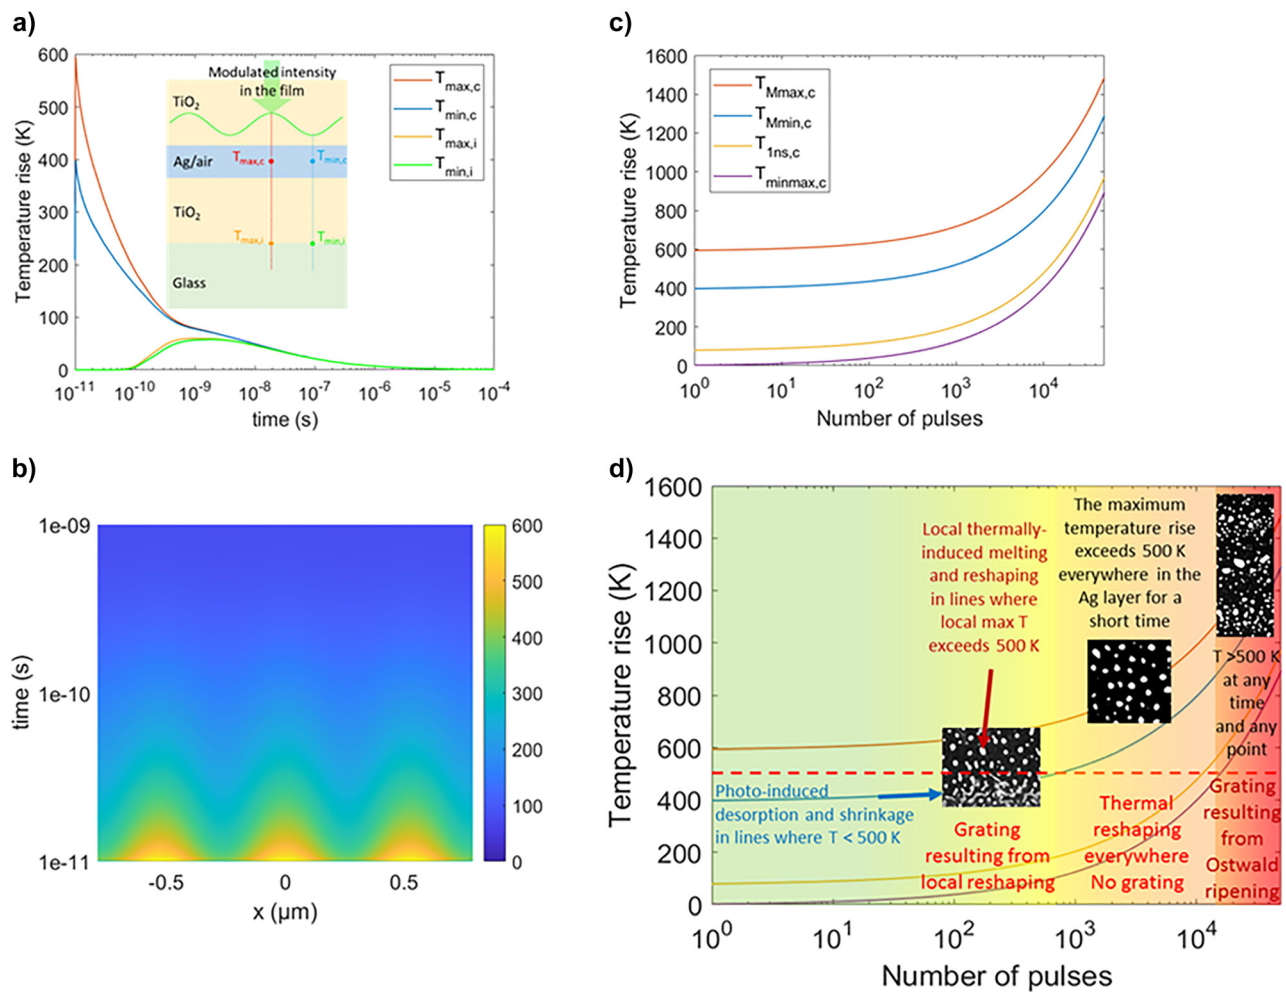 a)
600
500
400
300
200
100
0
Temperature rise (K)
10-11
10-10
10-9
10-8
10-7
10-6
10-5
10-4
time (s)
Modulated intensity
in the film
TiO2
Ag/air
Tmax,c
Tmin,c
TiO2
Tmax,i
Tmin,i
Glass
Tmax,c
Tmin,c
Tmax,i
Tmin,i
c)
1600
1400
1200
1000
800
600
400
200
0
Temperature rise (K)
TMmax,c
TMmin,c
T1ns,c
Tminmax,c
100
101
102
103
104
Number of pulses
b)
1e-09
1e-10
1e-11
time (s)
-0.5
0
0.5
x (µm)
600
500
400
300
200
100
0
d)
1600
1400
1200
1000
800
600
400
200
0
Temperature rise (K)
Local thermally-
induced melting
and reshaping
in lines where
local max T
exceeds 500 K
The maximum
temperature rise
exceeds 500 K
everywhere in the
Ag layer for a
short time
T >500 K
at any
time
and any
point
Photo-induced
desorption and shrinkage
in lines where T < 500 K
Grating
resulting from
local reshaping
Thermal
reshaping
everywhere
No grating
Grating
resulting
from
Ostwald
ripening
100
101
102
103
104
Number of pulses